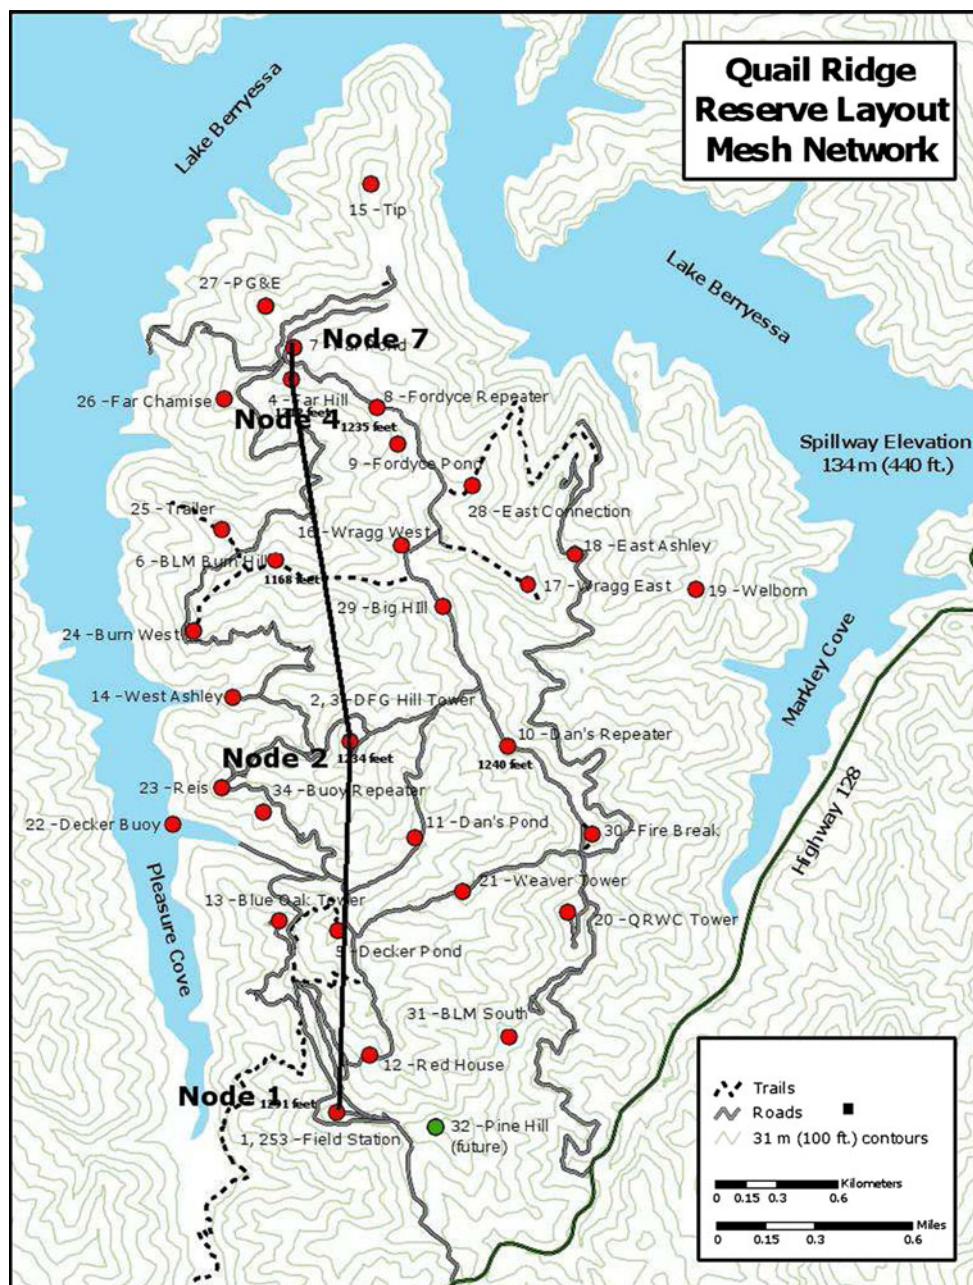 Quail Ridge
Reserve Layout
Mesh Network
Lake Berryessa
15 -Tip
Lake Berryessa
27 -PG&E
Node 7
26 -Far Chamise
4 -Far Hill
8 -Fordyce Repeater
Node 4
1235 feet
9 -Fordyce Pond
Spillway Elevation
134 m (440 ft.)
28 -East Connection
25 -Trailer
16 -Wragg West
18 -East Ashley
6 -BLM Burn Hill
1168 feet
17 -Wragg East
19 -Welborn
29 -Big HIll
24 -Burn West
Markley Cove
14 -West Ashley
2, 3 -DFG Hill Tower
10 -Dan's Repeater
Node 2
1234 feet
1240 feet
23 -Reis
34 -Buoy Repeater
22 -Decker Buoy
11 -Dan's Pond
30 -Fire Break
Highway 128
21 -Weaver Tower
13 -Blue Oak Tower
20 -QRWC Tower
Pleasure Cove
5 -Decker Pond
31 -BLM South
12 -Red House
Node 1
1291 feet
1, 253 -Field Station
32 -Pine Hill
(future)
Trails
Roads
31 m (100 ft.) contours
Kilometers
0 0.15 0.3 0.6
Miles
0 0.15 0.3 0.6